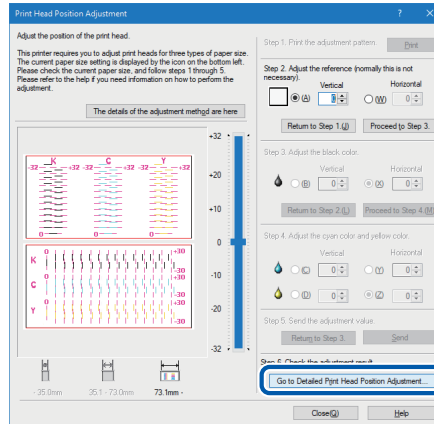 Print Head Position Adjustment
?
Adjust the position of the print head.
This printer requires you to adjust print heads for three types of paper size.
The current paper size setting is displayed by the icon on the bottom left.
Please check the current paper size, and follow steps 1 through 5.
Please refer to the help if you need information on how to perform the
adjustment.
The details of the adjustment method are here
K C Y
-32 +32 -32 +32 -32 +32
0 0 0
K 0 +30
-30
C 0 +30
-30
Y 0 +30
-30
+32
+20
+10
0
-10
-20
-32
- 35.0mm 35.1 - 73.0mm 73.1mm -
Step 1. Print the adjustment pattern Print
Step 2. Adjust the reference (normally this is not
necessary).
Vertical Horizontal
(A) 0 (W) 0
Return to Step 1.(J) Proceed to Step 3.
Step 3. Adjust the black color.
Vertical Horizontal
(B) 0 (X) 0
Return to Step 2.(L) Proceed to Step 4.(M)
Step 4. Adjust the cyan color and yellow color.
Vertical Horizontal
(C) 0 (Y) 0
(D) 0 (Z) 0
Step 5. Send the adjustment value
Return to Step 3. Send
Step 6. Check the adjustment result
Go to Detailed Print Head Position Adjustment...
Close(Q) Help